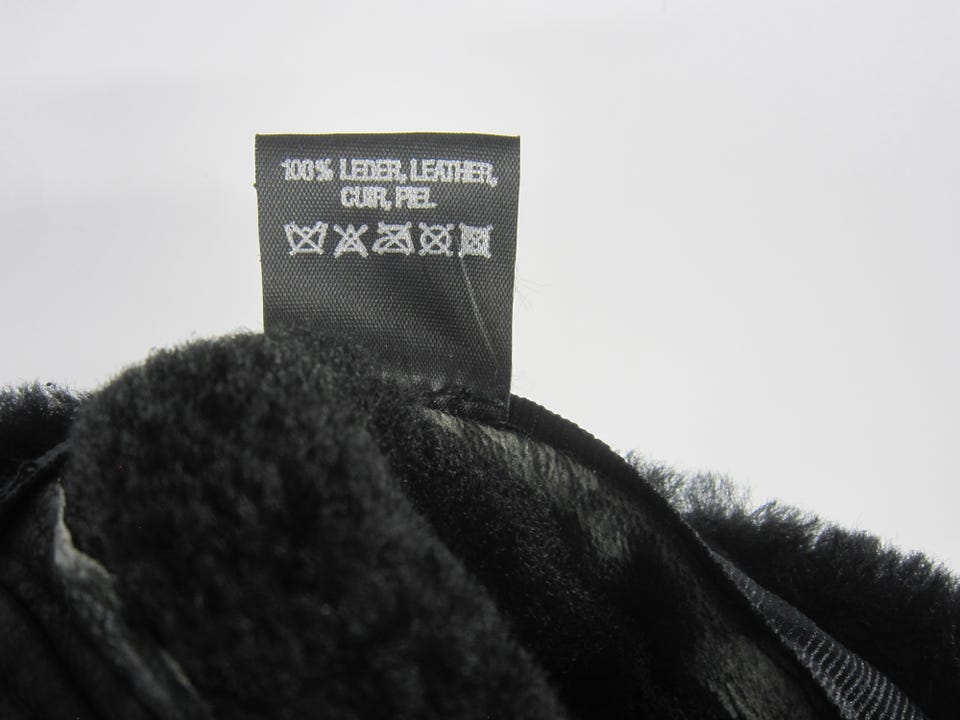 100% LEDER, LEATHER,
CUIR, PIEL